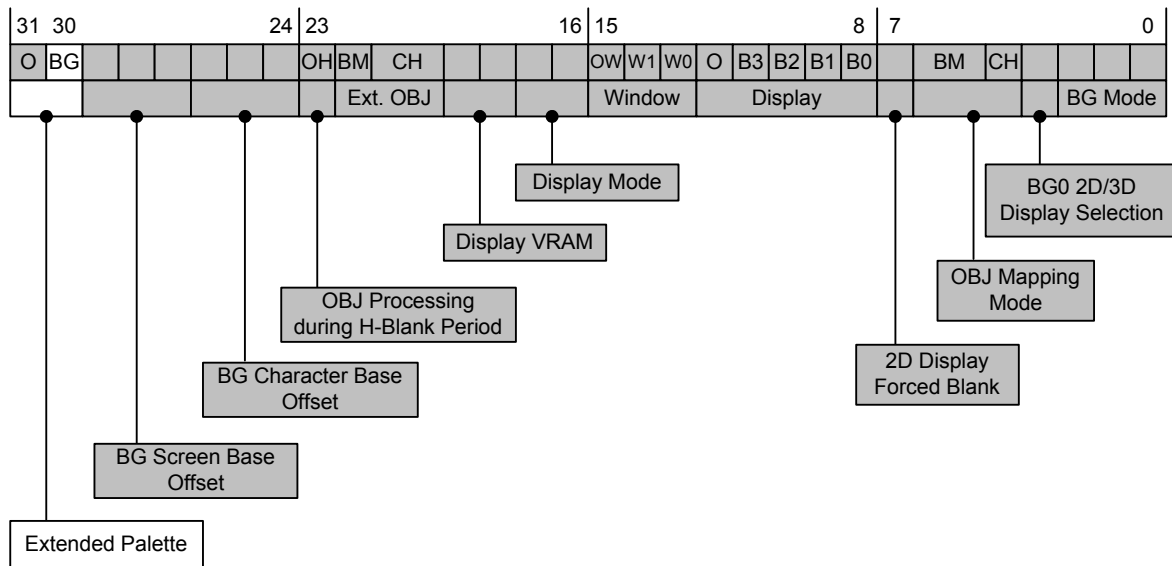 31 30 24 23 16 15 8 7 0
O BG OH BM CH OW W1 W0 O B3 B2 B1 B0 BM CH
Ext. OBJ Window Display BG Mode
Display Mode
BG0 2D/3D
Display Selection
Display VRAM
OBJ Mapping
Mode
OBJ Processing
during H-Blank Period
2D Display
Forced Blank
BG Character Base
Offset
BG Screen Base
Offset
Extended Palette